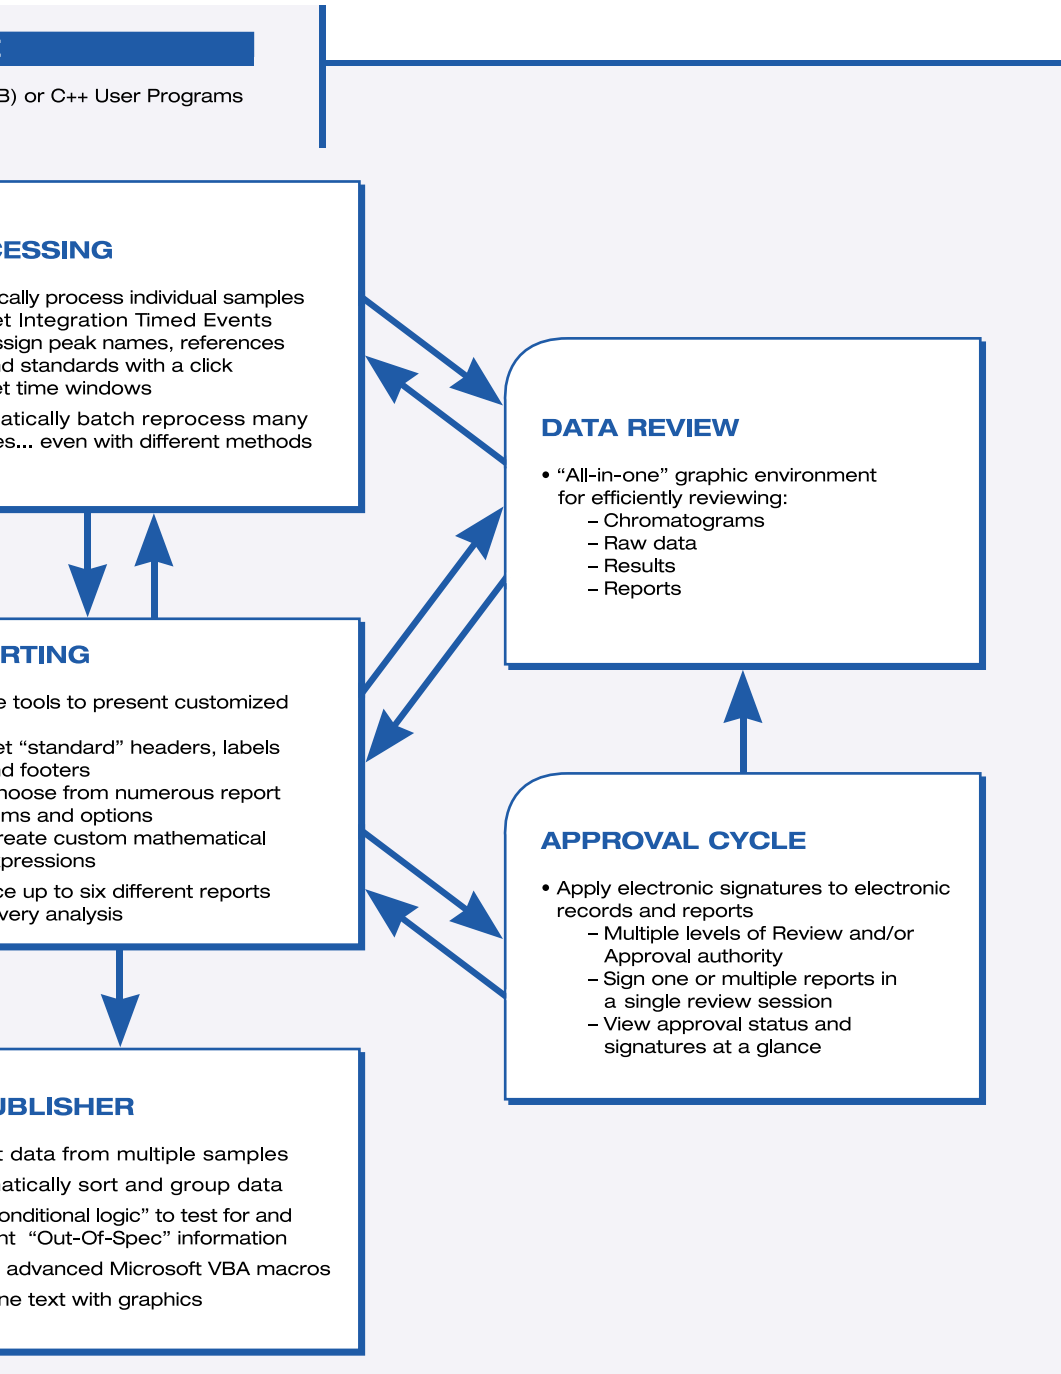 B) or C++ User Programs
CESSING
cally process individual samples
et Integration Timed Events
ssign peak names, references
nd standards with a click
et time windows
matically batch reprocess many
es... even with different methods
RTING
e tools to present customized
et “standard” headers, labels
nd footers
hoose from numerous report
ms and options
reate custom mathematical
xpressions
ce up to six different reports
very analysis
UBLISHER
t data from multiple samples
matically sort and group data
onditional logic” to test for and
nt “Out-Of-Spec” information
advanced Microsoft VBA macros
ne text with graphics
DATA REVIEW
• “All-in-one” graphic environment
for efficiently reviewing:
– Chromatograms
– Raw data
– Results
– Reports
APPROVAL CYCLE
• Apply electronic signatures to electronic
records and reports
– Multiple levels of Review and/or
Approval authority
– Sign one or multiple reports in
a single review session
– View approval status and
signatures at a glance